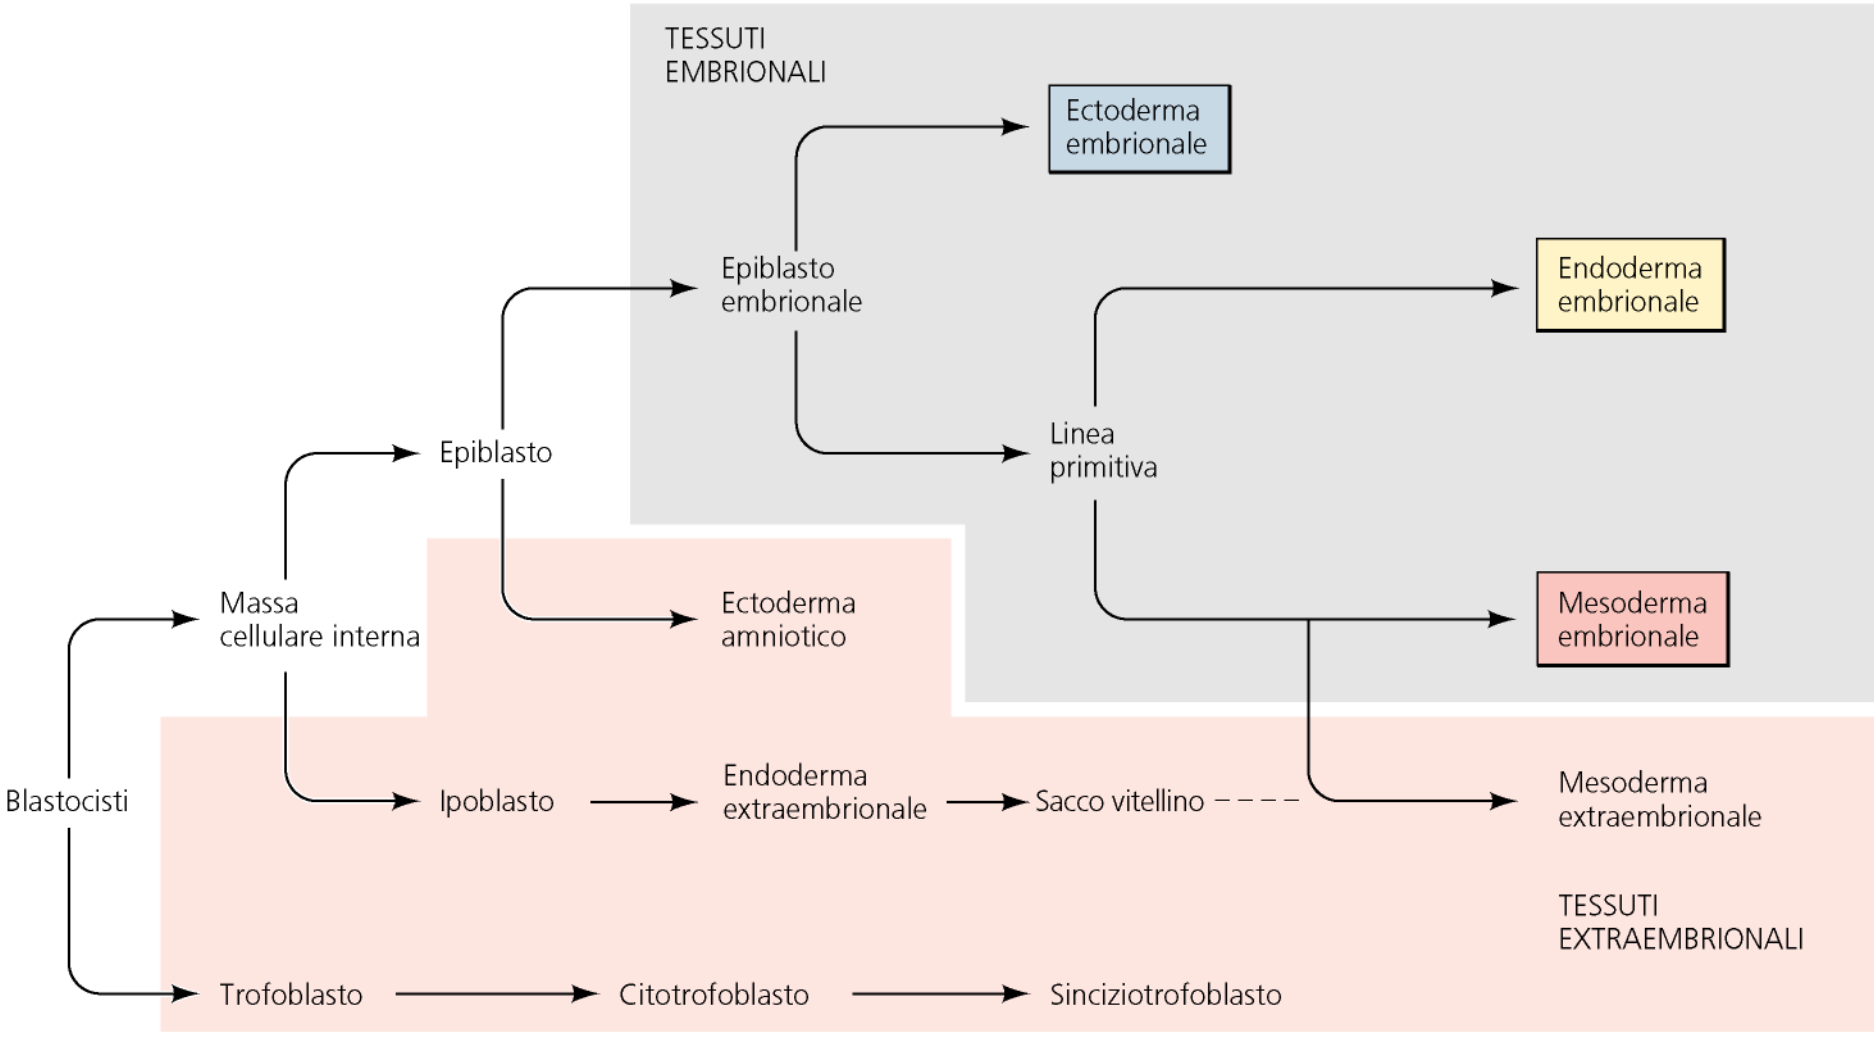 TESSUTI
EMBRIONALI
Ectoderma
embrionale
Epiblasto
embrionale
Endoderma
embrionale
Linea
primitiva
Epiblasto
Massa
cellulare interna
Ectoderma
amniotico
Mesoderma
embrionale
Blastocisti
Ipoblasto
Endoderma
extraembrionale
Sacco vitellino
Mesoderma
extraembrionale
TESSUTI
EXTRAEMBRIONALI
Trofoblasto
Citotrofoblasto
Sinciziotrofoblasto